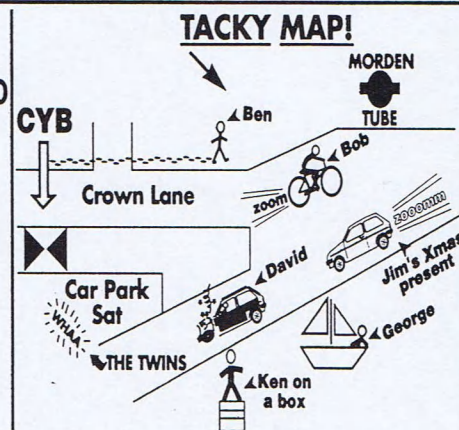 TACKY MAP!
MORDEN
TUBE
CYB
Ben
Bob
Crown Lane
zoom
zooomm
David
Jim's Xmas
present
Car Park
Sat
George
WHAA
THE TWINS
Ken on
a box